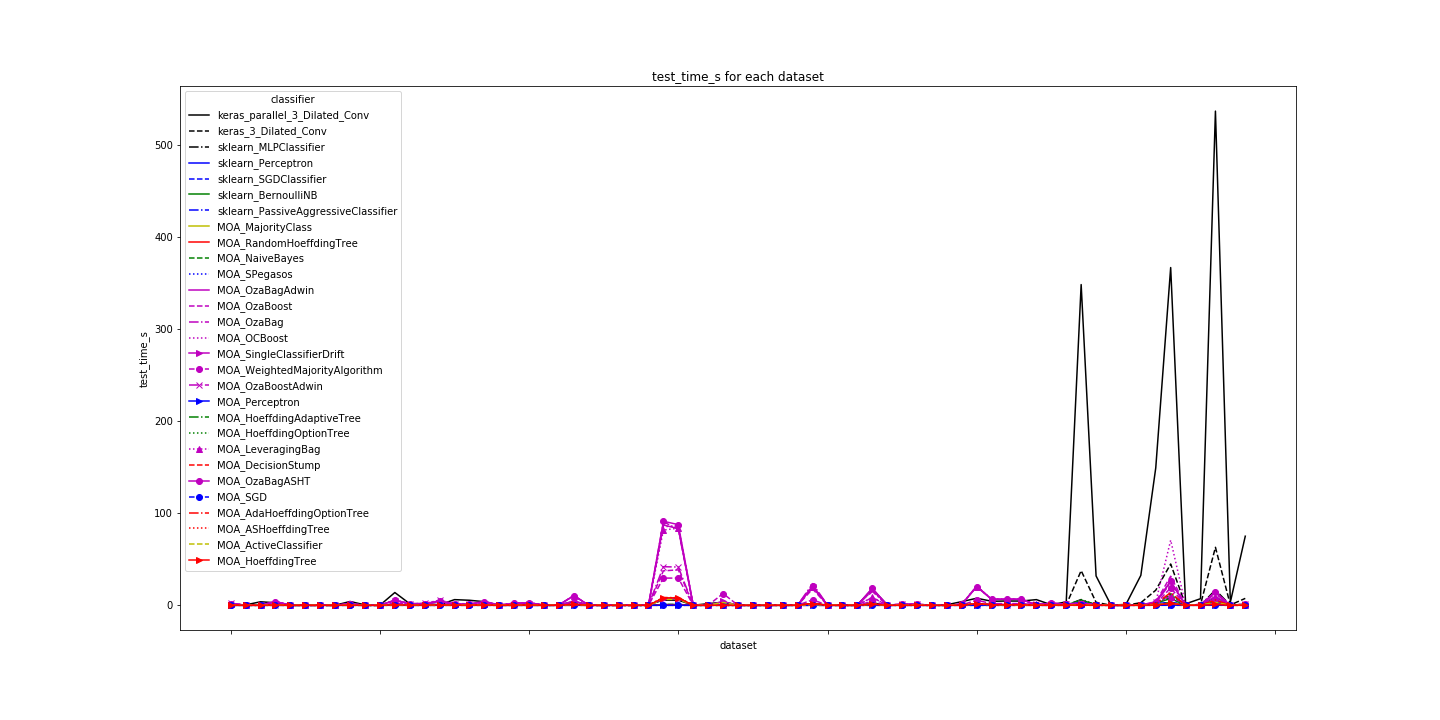 test_time_s for each dataset
classifier
keras_parallel_3_Dilated_Conv
keras_3_Dilated_Conv
sklearn_MLPClassifier
sklearn_Perceptron
sklearn_SGDClassifier
sklearn_BernoulliNB
sklearn_PassiveAggressiveClassifier
MOA_MajorityClass
MOA_RandomHoeffdingTree
MOA_NaiveBayes
MOA_SPegasos
MOA_OzaBagAdwin
MOA_OzaBoost
MOA_OzaBag
MOA_OCBoost
MOA_SingleClassifierDrift
MOA_WeightedMajorityAlgorithm
MOA_OzaBoostAdwin
MOA_Perceptron
MOA_HoeffdingAdaptiveTree
MOA_HoeffdingOptionTree
MOA_LeveragingBag
MOA_DecisionStump
MOA_OzaBagASHT
MOA_SGD
MOA_AdaHoeffdingOptionTree
MOA_ASHoeffdingTree
MOA_ActiveClassifier
MOA_HoeffdingTree
500
400
300
200
100
0
test_time_s
dataset